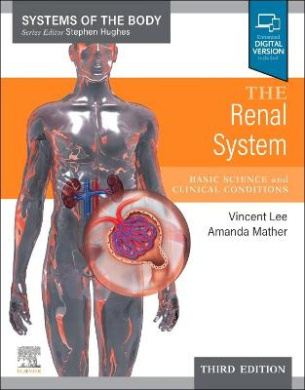 SYSTEMS OF THE BODY
Series Editor Stephen Hughes
Enhanced
DIGITAL
VERSION
Included
THE
Renal
System
BASIC SCIENCE and
CLINICAL CONDITIONS
Vincent Lee
Amanda Mather
ELSEVIER
THIRD EDITION